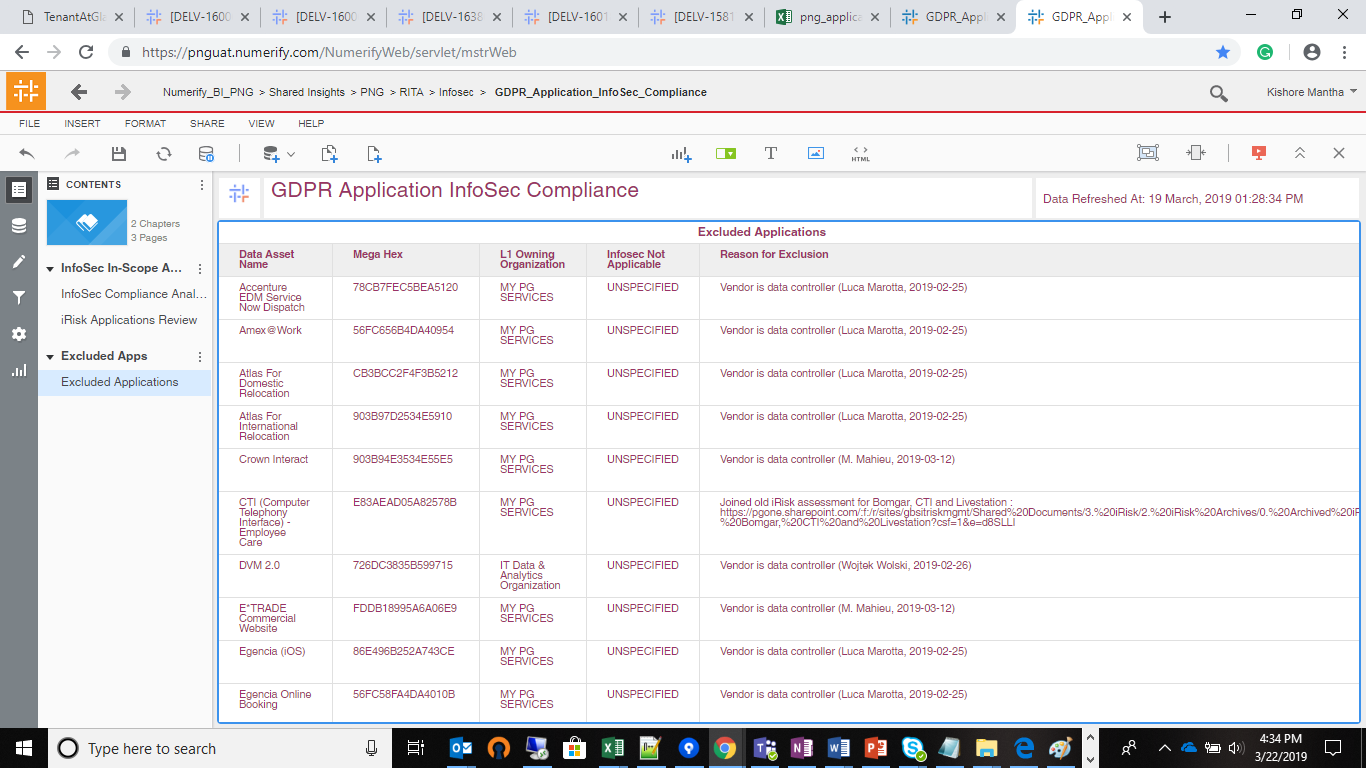 TenantAtGla
[DELV-1600
[DELV-1600
[DELV-1638
[DELV-1601
[DELV-1581
png_applica
GDPR_Appl
GDPR_Appl
https://pnguat.numerify.com/NumerifyWeb/servlet/mstrWeb
Numerify_BI_PNG > Shared Insights > PNG > RITA > Infosec > GDPR_Application_InfoSec_Compliance
Kishore Mantha
FILE INSERT FORMAT SHARE VIEW HELP
T
< >
HTML
CONTENTS
2 Chapters
3 Pages
InfoSec In-Scope A...
InfoSec Compliance Anal...
iRisk Applications Review
Excluded Apps
Excluded Applications
GDPR Application InfoSec Compliance
Data Refreshed At: 19 March, 2019 01:28:34 PM
Excluded Applications
Data Asset Mega Hex L1 Owning Infosec Not Reason for Exclusion
Name Organization Applicable
Accenture 78CB7FEC5BEA5120 MY PG UNSPECIFIED Vendor is data controller (Luca Marotta, 2019-02-25)
EDM Service SERVICES
Now Dispatch
Amex@Work 56FC656B4DA40954 MY PG UNSPECIFIED Vendor is data controller (Luca Marotta, 2019-02-25)
SERVICES
Atlas For CB3BCC2F4F3B5212 MY PG UNSPECIFIED Vendor is data controller (Luca Marotta, 2019-02-25)
Domestic SERVICES
Relocation
Atlas For 903B97D2534E5910 MY PG UNSPECIFIED Vendor is data controller (Luca Marotta, 2019-02-25)
International SERVICES
Relocation
Crown Interact 903B94E3534E55E5 MY PG UNSPECIFIED Vendor is data controller (M. Mahieu, 2019-03-12)
SERVICES
CTI (Computer E83AEAD05A82578B MY PG UNSPECIFIED Joined old iRisk assessment for Bomgar, CTI and Livestation :
Telephony SERVICES https://pgone.sharepoint.com/:f:/r/sites/gbsitriskmgmt/Shared%20Documents/3.%20iRisk/2.%20iRisk%20Archives/0.%20Archived%20iR
Interface) - %20Bomgar,%20CTI%20and%20Livestation?csf=1&e=d8SLLI
Employee
Care
DVM 2.0 726DC3835B599715 IT Data & UNSPECIFIED Vendor is data controller (Wojtek Wolski, 2019-02-26)
Analytics
Organization
E*TRADE FDDB18995A6A06E9 MY PG UNSPECIFIED Vendor is data controller (M. Mahieu, 2019-03-12)
Commercial SERVICES
Website
Egencia (iOS) 86E496B252A743CE MY PG UNSPECIFIED Vendor is data controller (Luca Marotta, 2019-02-25)
SERVICES
Egencia Online 56FC58FA4DA4010B MY PG UNSPECIFIED Vendor is data controller (Luca Marotta, 2019-02-25)
Booking SERVICES
Type here to search
4:34 PM
3/22/2019